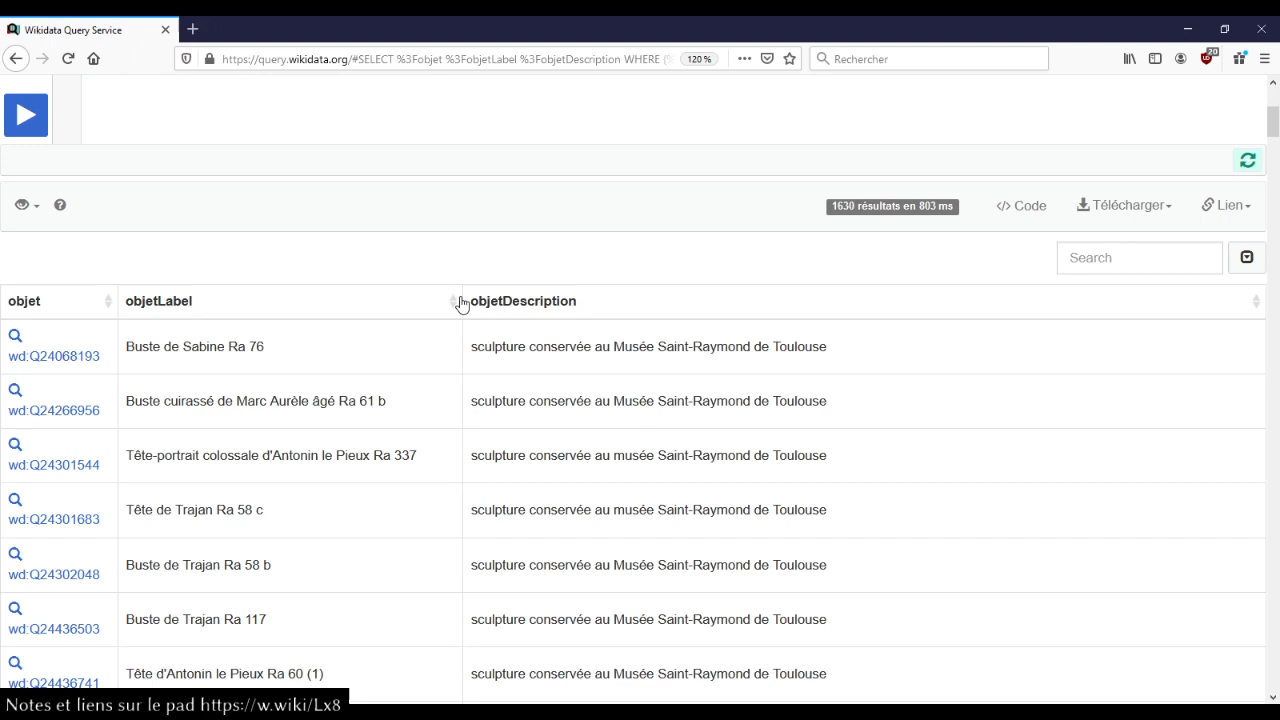 Wikidata Query Service
https://query.wikidata.org/#SELECT %3Fobjet %3FobjetLabel %3FobjetDescription WHERE {%
120 %
Rechercher
20
1630 résultats en 803 ms
</> Code
Télécharger
Lien
Search
objet objetLabel objetDescription
wd:Q24068193 Buste de Sabine Ra 76 sculpture conservée au Musée Saint-Raymond de Toulouse
wd:Q24266956 Buste cuirassé de Marc Aurèle âgé Ra 61 b sculpture conservée au Musée Saint-Raymond de Toulouse
wd:Q24301544 Tête-portrait colossale d'Antonin le Pieux Ra 337 sculpture conservée au musée Saint-Raymond de Toulouse
wd:Q24301683 Tête de Trajan Ra 58 c sculpture conservée au musée Saint-Raymond de Toulouse
wd:Q24302048 Buste de Trajan Ra 58 b sculpture conservée au Musée Saint-Raymond de Toulouse
wd:Q24436503 Buste de Trajan Ra 117 sculpture conservée au Musée Saint-Raymond de Toulouse
wd:Q24436741 Tête d'Antonin le Pieux Ra 60 (1) sculpture conservée au Musée Saint-Raymond de Toulouse
Notes et liens sur le pad https://w.wiki/Lx8